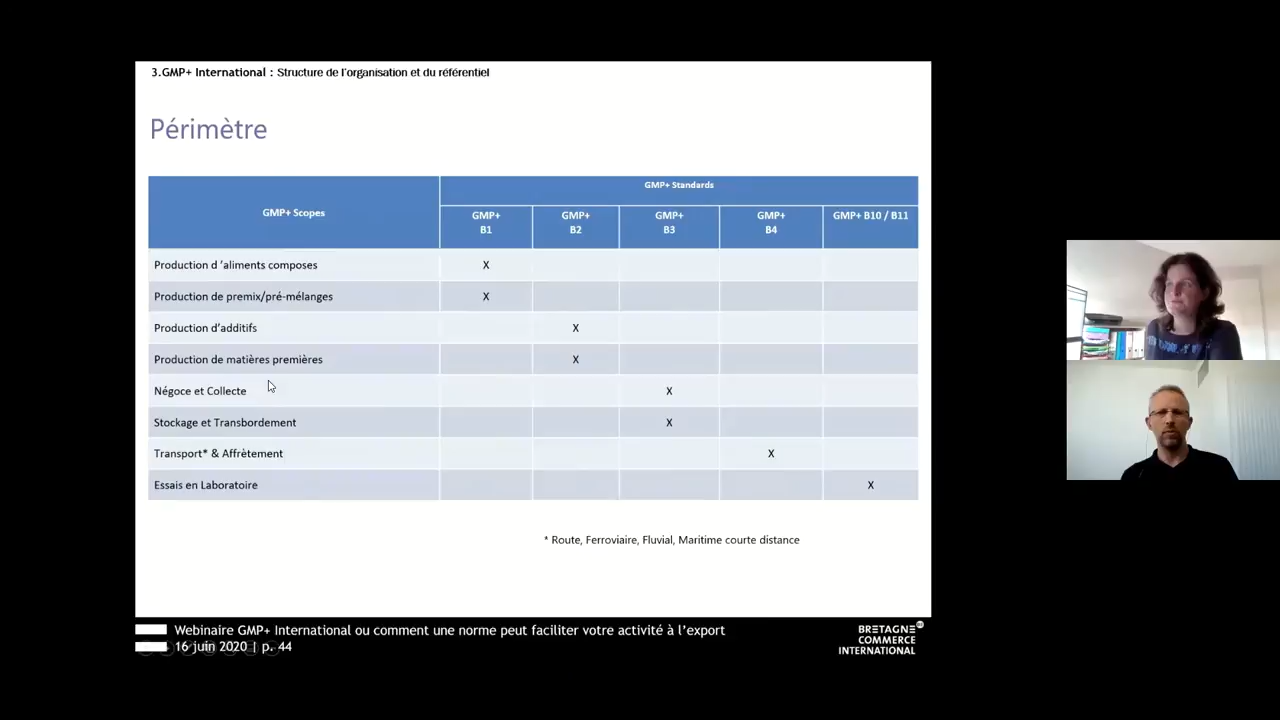 3.GMP+ International : Structure de l'organisation et du référentiel
Périmètre
GMP+ Scopes
GMP+ Standards
GMP+ B1
GMP+ B2
GMP+ B3
GMP+ B4
GMP+ B10 / B11
Production d 'aliments composes X
Production de premix/pré-mélanges X
Production d'additifs X
Production de matières premières X
Négoce et Collecte X
Stockage et Transbordement X
Transport* & Affrètement X
Essais en Laboratoire X
* Route, Ferroviaire, Fluvial, Maritime courte distance
Webinaire GMP+ International ou comment une norme peut faciliter votre activité à l'export
16 juin 2020 | p. 44
BRETAGNE
COMMERCE
INTERNATIONAL